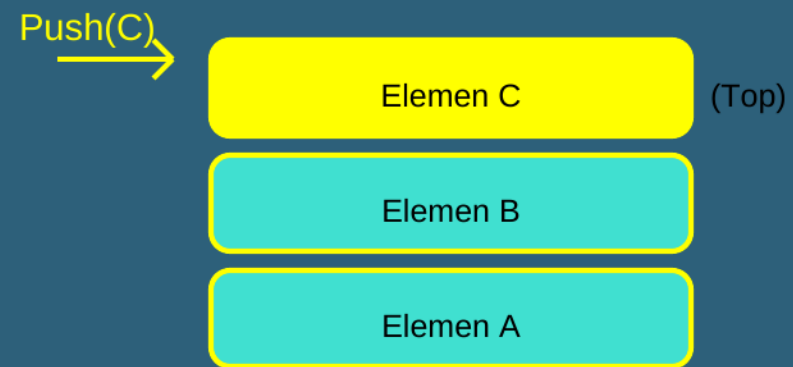 Push(C)
Elemen C
(Top)
Elemen B
Elemen A